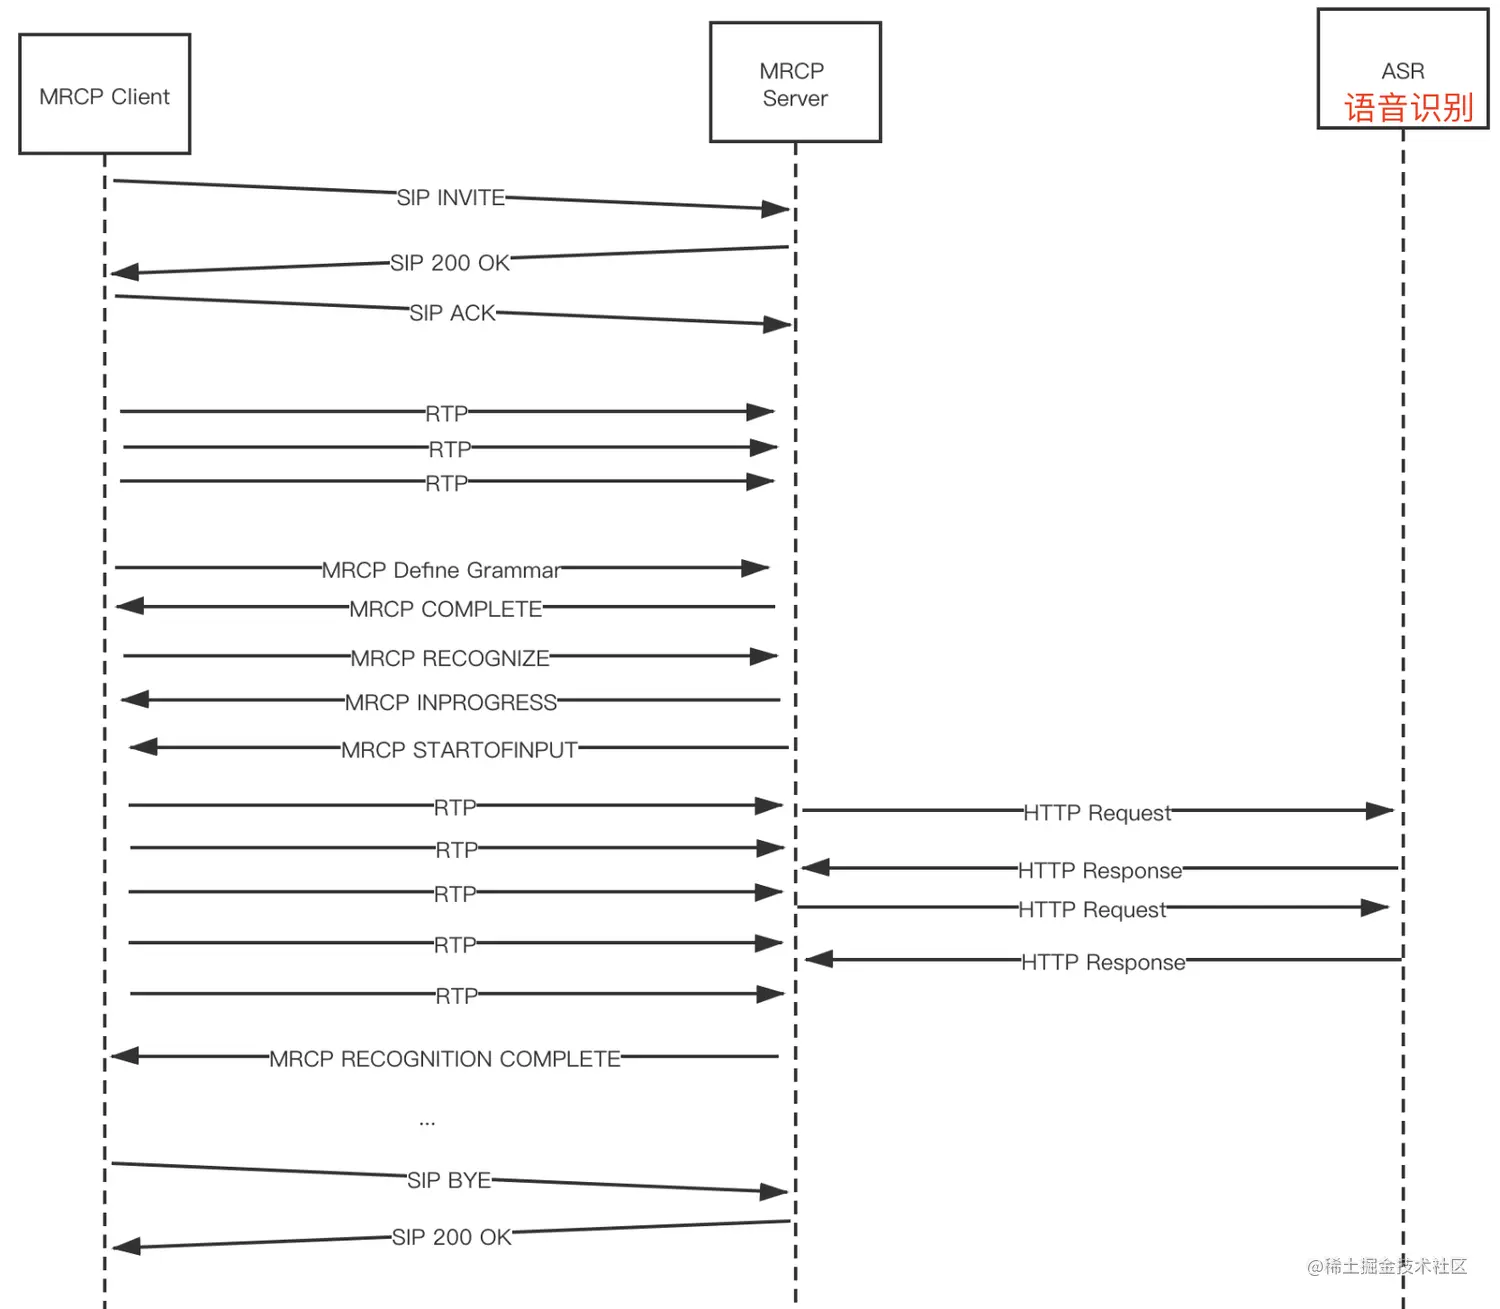 MRCP Client
MRCP
Server
ASR
语音识别
SIP INVITE
SIP 200 OK
SIP ACK
RTP
RTP
RTP
MRCP Define Grammar
MRCP COMPLETE
MRCP RECOGNIZE
MRCP INPROGRESS
MRCP STARTOFINPUT
RTP
HTTP Request
RTP
HTTP Response
RTP
HTTP Request
RTP
HTTP Response
RTP
MRCP RECOGNITION COMPLETE
...
SIP BYE
SIP 200 OK
@稀土掘金技术社区